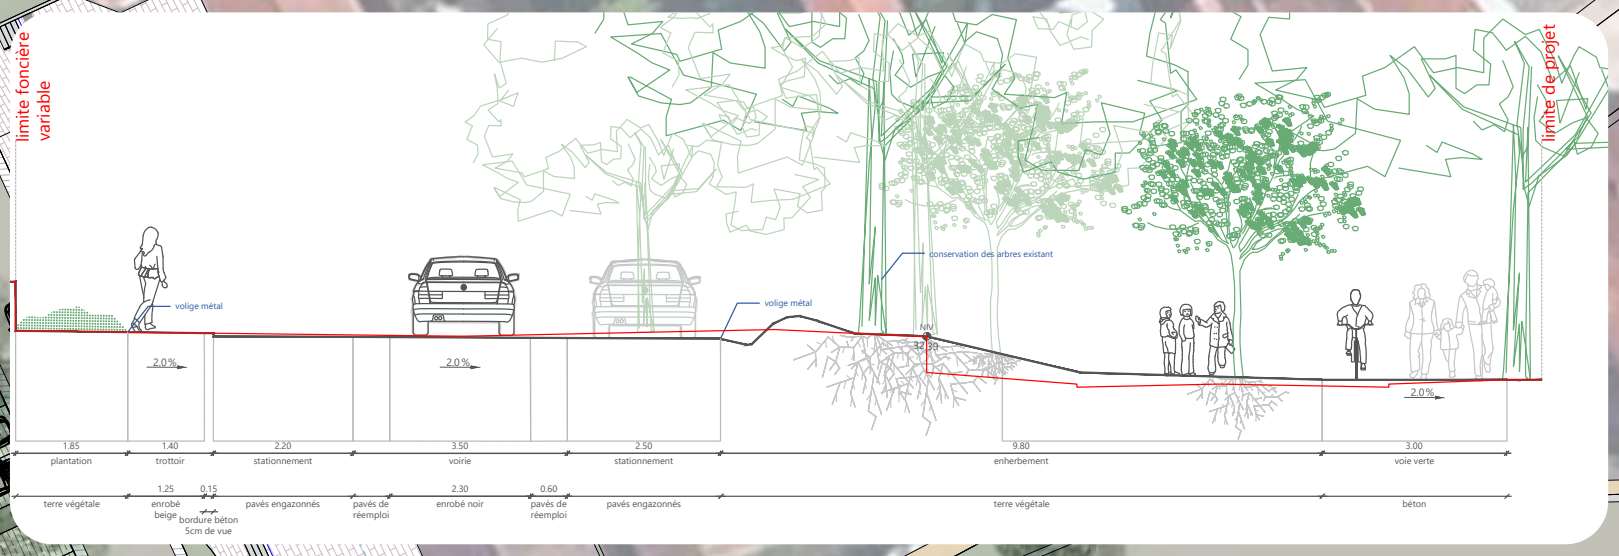 limite foncière
variable
limite de projet
conservation des arbres existant
volige métal
volige métal
NIV
32.39
2.0 %
2.0 %
2.0 %
1.85
1.40
2.20
3.50
2.50
9.80
3.00
plantation
trottoir
stationnement
voirie
stationnement
enherbement
voie verte
1.25
0.15
2.30
0.60
terre végétale
enrobé
beige
bordure béton
5cm de vue
pavés engazonnés
pavés de
réemploi
enrobé noir
pavés de
réemploi
pavés engazonnés
terre végétale
béton